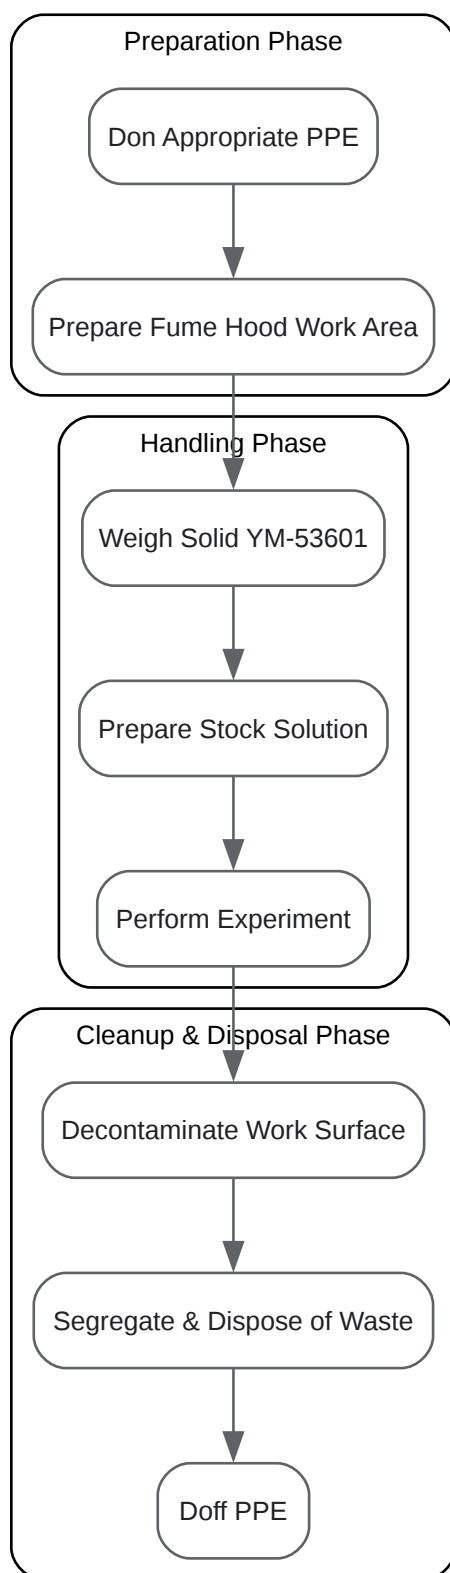 Preparation Phase
Don Appropriate PPE
Prepare Fume Hood Work Area
Handling Phase
Weigh Solid YM-53601
Prepare Stock Solution
Perform Experiment
Cleanup & Disposal Phase
Decontaminate Work Surface
Segregate & Dispose of Waste
Doff PPE